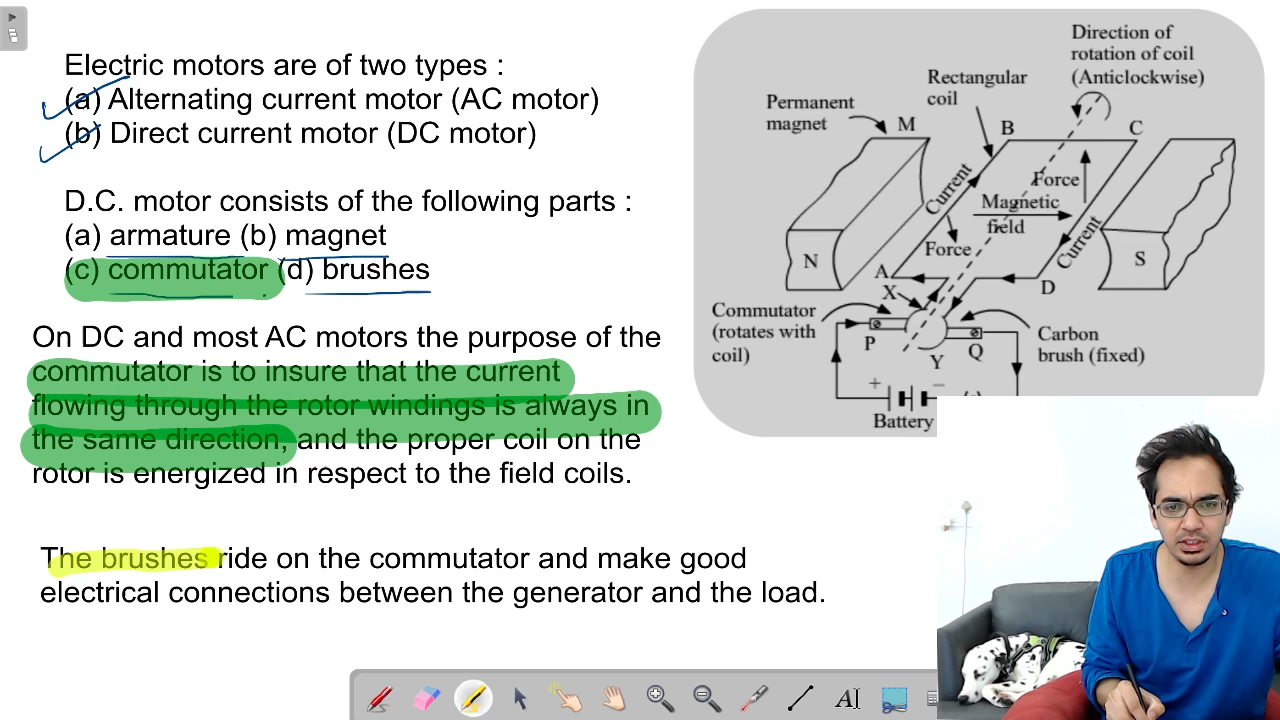 Electric motors are of two types :
(a) Alternating current motor (AC motor)
(b) Direct current motor (DC motor)
D.C. motor consists of the following parts :
(a) armature (b) magnet
(c) commutator (d) brushes
On DC and most AC motors the purpose of the
commutator is to insure that the current
flowing through the rotor windings is always in
the same direction, and the proper coil on the
rotor is energized in respect to the field coils.
The brushes ride on the commutator and make good
electrical connections between the generator and the load.
Direction of
rotation of coil
(Anticlockwise)
Rectangular
coil
Permanent
magnet
M
B
C
Current
Force
Magnetic
field
Force
Current
N
S
A
D
X
Commutator
(rotates with
coil)
P
Q
Y
Carbon
brush (fixed)
+
−
Battery
AI